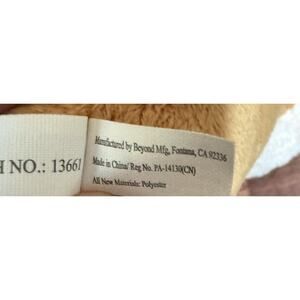 H NO.: 13661
Manufactured by Beyond Mfg, Fontana, CA 92336
Made in China/ Reg No. PA-14130(CN)
All New Materials: Polyester